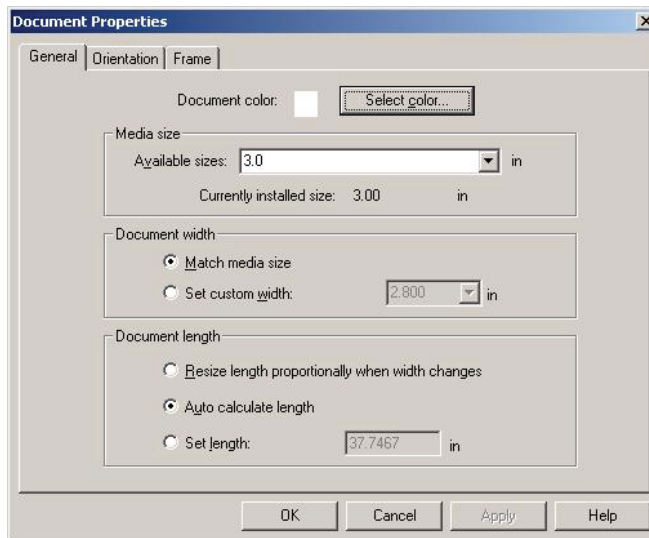 Document Properties
General Orientation Frame
Document color: Select color...
Media size
Available sizes: 3.0 in
Currently installed size: 3.00 in
Document width
Match media size
Set custom width: 2.800 in
Document length
Resize length proportionally when width changes
Auto calculate length
Set length: 37.7467 in
OK Cancel Apply Help